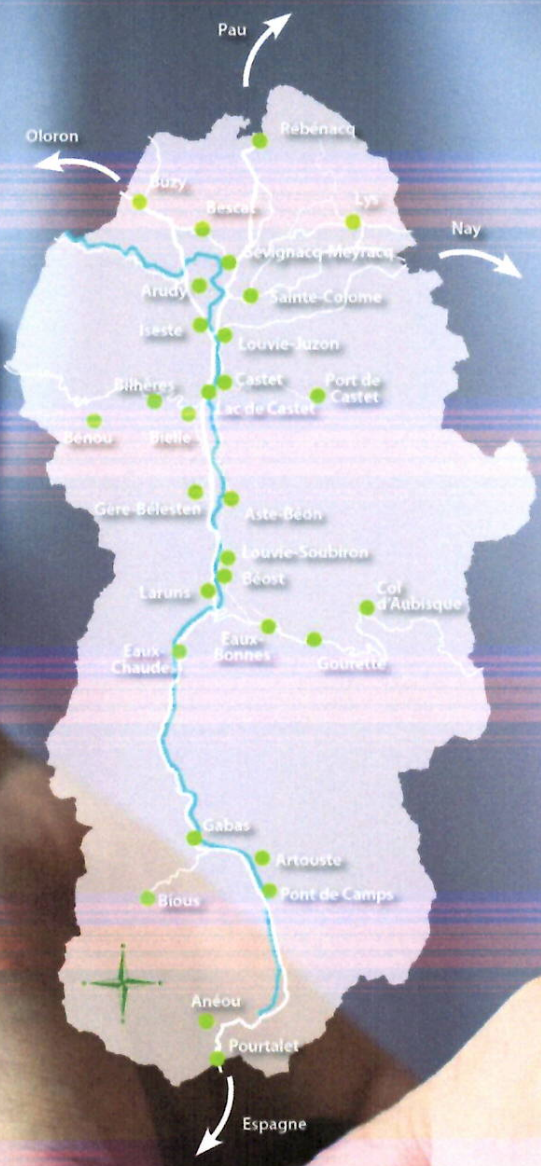 Pau
Rébénacq
Oloron
Buzy
Bescat
Lys
Nay
Sévignacq-Meyracq
Arudy
Sainte-Colome
Iseste
Louvie-Juzon
Bilhères
Castet
Port de
Castet
Lac de Castet
Bénou
Bielle
Gère-Bélesten
Aste-Béon
Louvie-Soubiron
Béost
Laruns
Col
d'Aubisque
Eaux-
Chaude
Eaux-
Bonnes
Gourette
Gabas
Artouste
Bious
Pont de Camps
Anéou
Pourtalet
Espagne